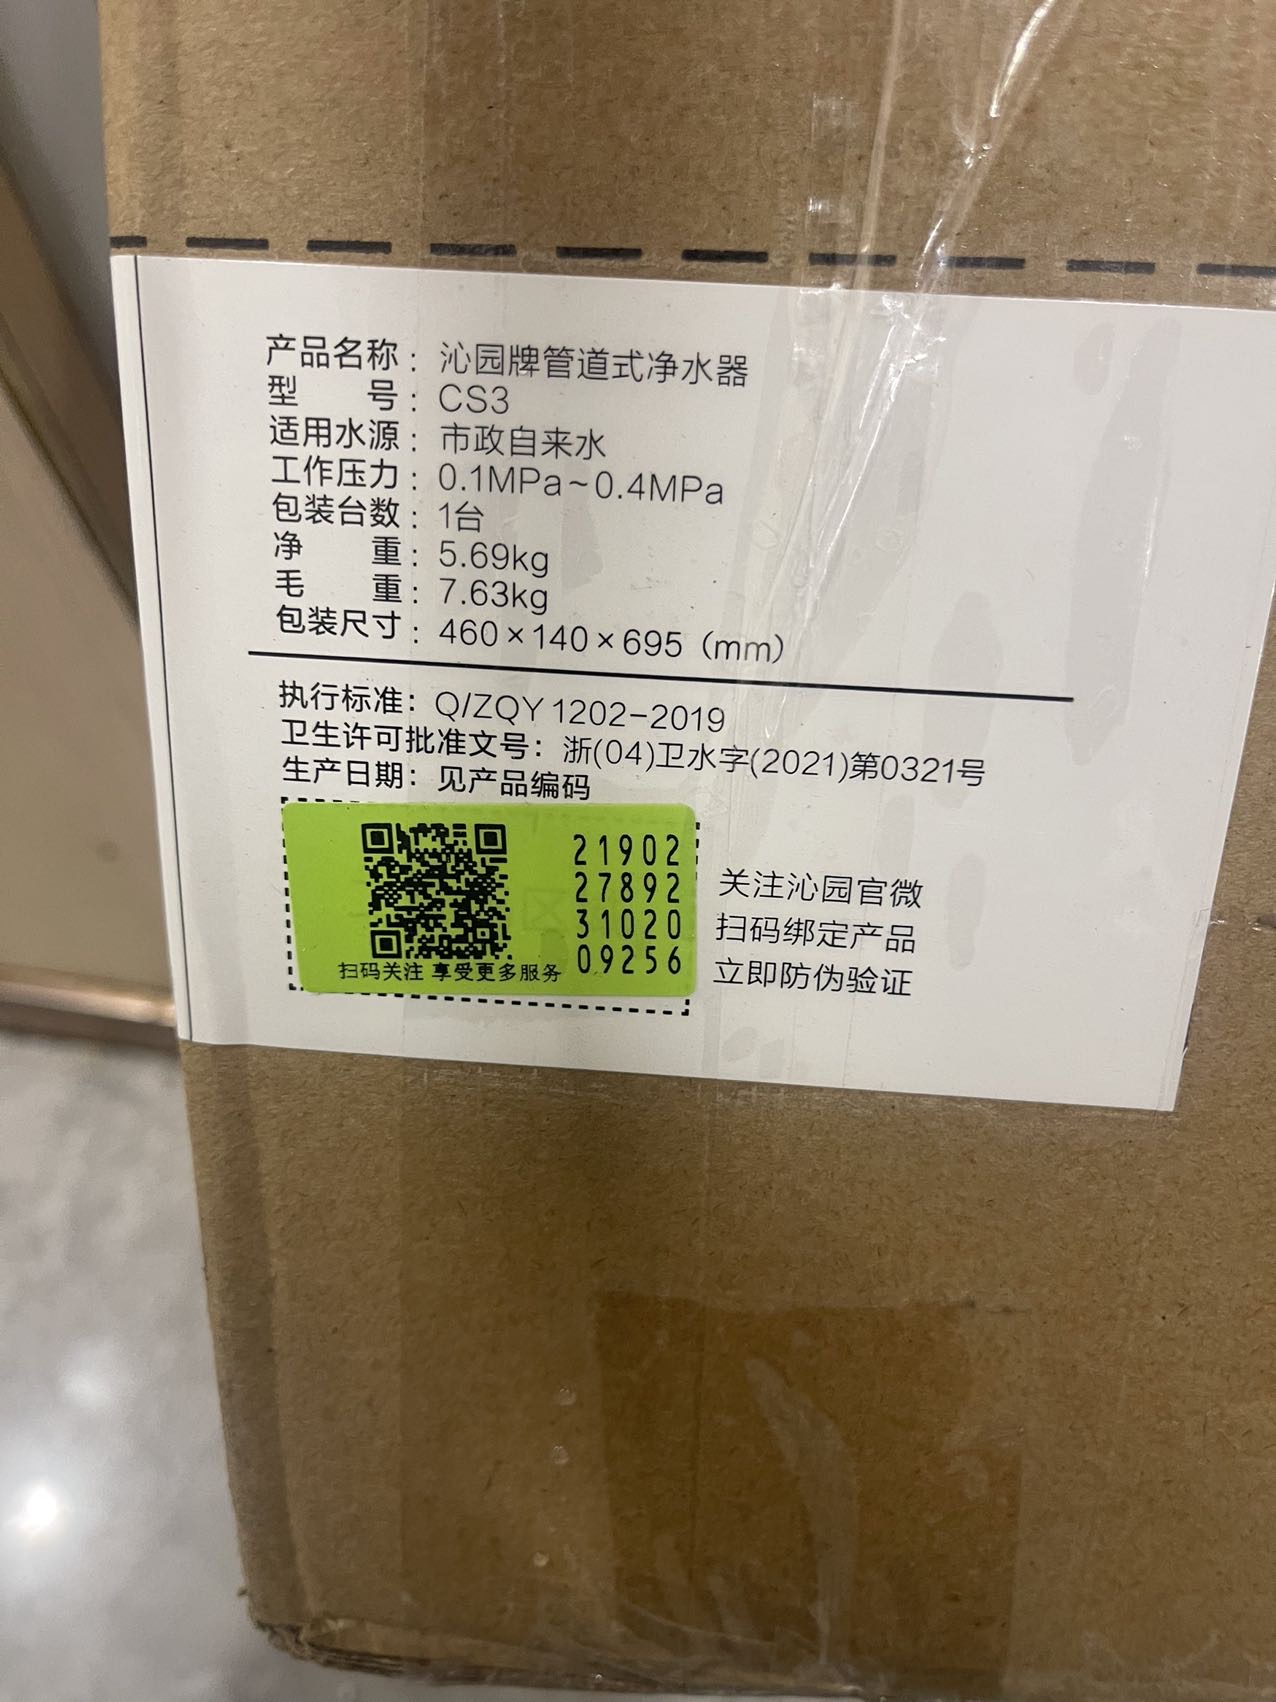 产品名称：沁园牌管道式净水器
型号：CS3
适用水源：市政自来水
工作压力：0.1MPa~0.4MPa
包装台数：1台
净重：5.69kg
毛重：7.63kg
包装尺寸：460×140×695（mm）
执行标准：Q/ZQY 1202-2019
卫生许可批准文号：浙(04)卫水字(2021)第0321号
生产日期：见产品编码
21902
27892
31020
09256
扫码关注 享受更多服务
关注沁园官微
扫码绑定产品
立即防伪验证